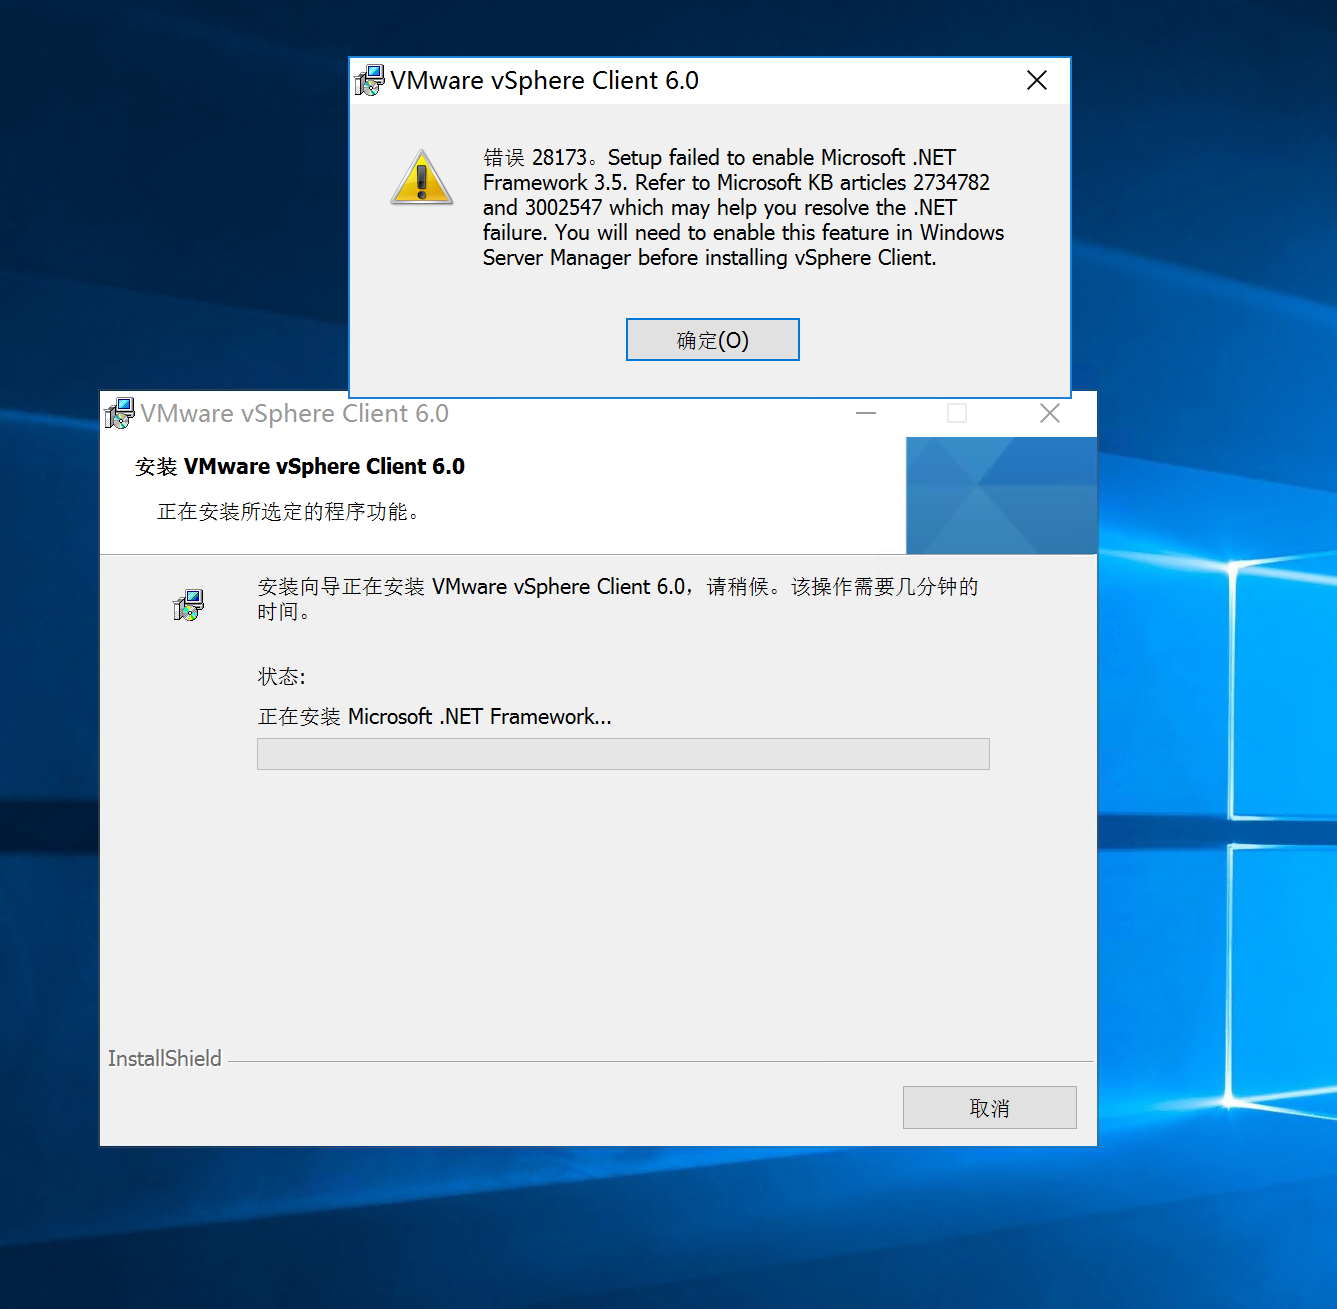 VMware vSphere Client 6.0
错误 28173。Setup failed to enable Microsoft .NET
Framework 3.5. Refer to Microsoft KB articles 2734782
and 3002547 which may help you resolve the .NET
failure. You will need to enable this feature in Windows
Server Manager before installing vSphere Client.
确定(O)
VMware vSphere Client 6.0
安装 VMware vSphere Client 6.0
正在安装所选定的程序功能。
安装向导正在安装 VMware vSphere Client 6.0，请稍候。该操作需要几分钟的
时间。
状态:
正在安装 Microsoft .NET Framework...
InstallShield
取消